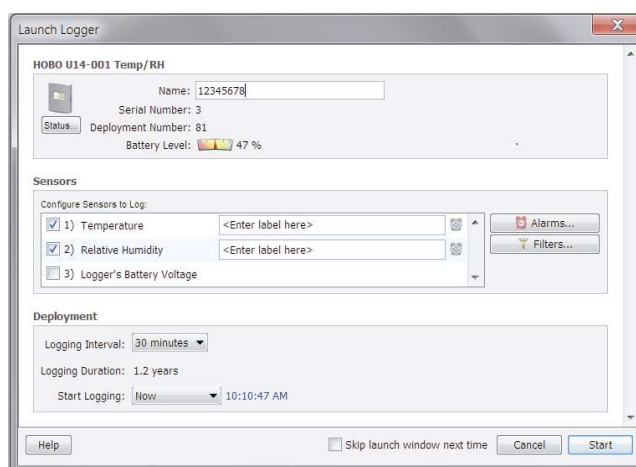 Launch Logger
HOBO U14-001 Temp/RH
Name: 12345678
Serial Number: 3
Status... Deployment Number: 81
Battery Level: 47 %
Sensors
Configure Sensors to Log:
1) Temperature <Enter label here> Alarms...
2) Relative Humidity <Enter label here> Filters...
3) Logger's Battery Voltage
Deployment
Logging Interval: 30 minutes
Logging Duration: 1.2 years
Start Logging: Now 10:10:47 AM
Help Skip launch window next time Cancel Start